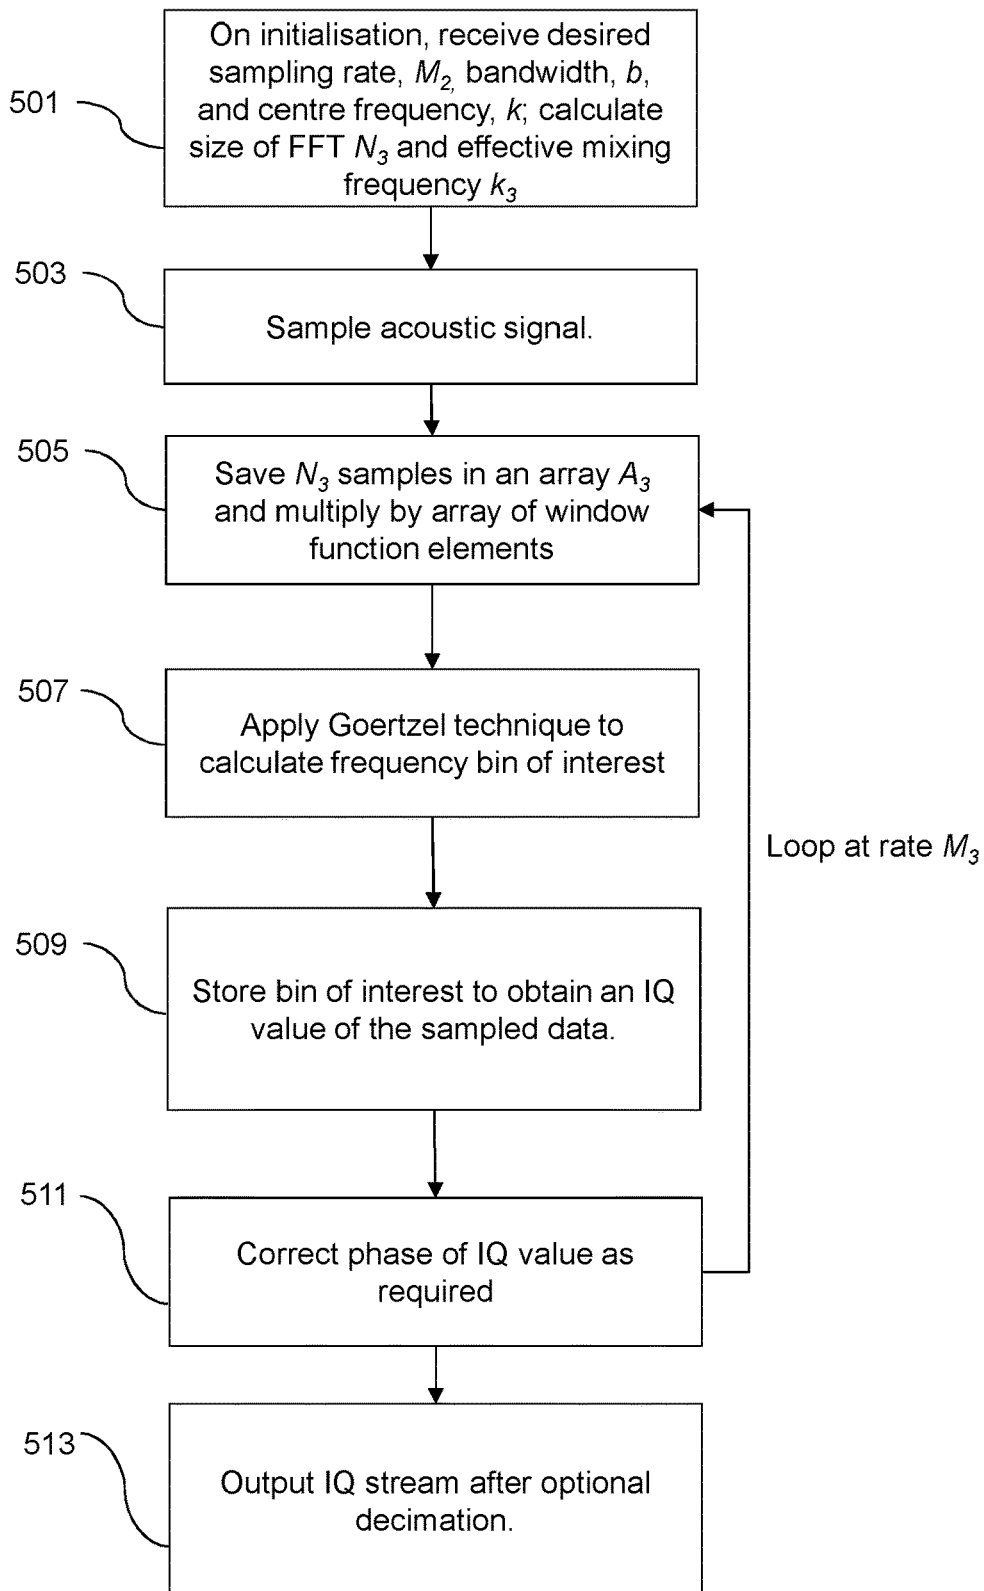 501
On initialisation, receive desired
sampling rate, M2, bandwidth, b,
and centre frequency, k; calculate
size of FFT N3 and effective mixing
frequency k3
503
Sample acoustic signal.
505
Save N3 samples in an array A3
and multiply by array of window
function elements
507
Apply Goertzel technique to
calculate frequency bin of interest
Loop at rate M3
509
Store bin of interest to obtain an IQ
value of the sampled data.
511
Correct phase of IQ value as
required
513
Output IQ stream after optional
decimation.